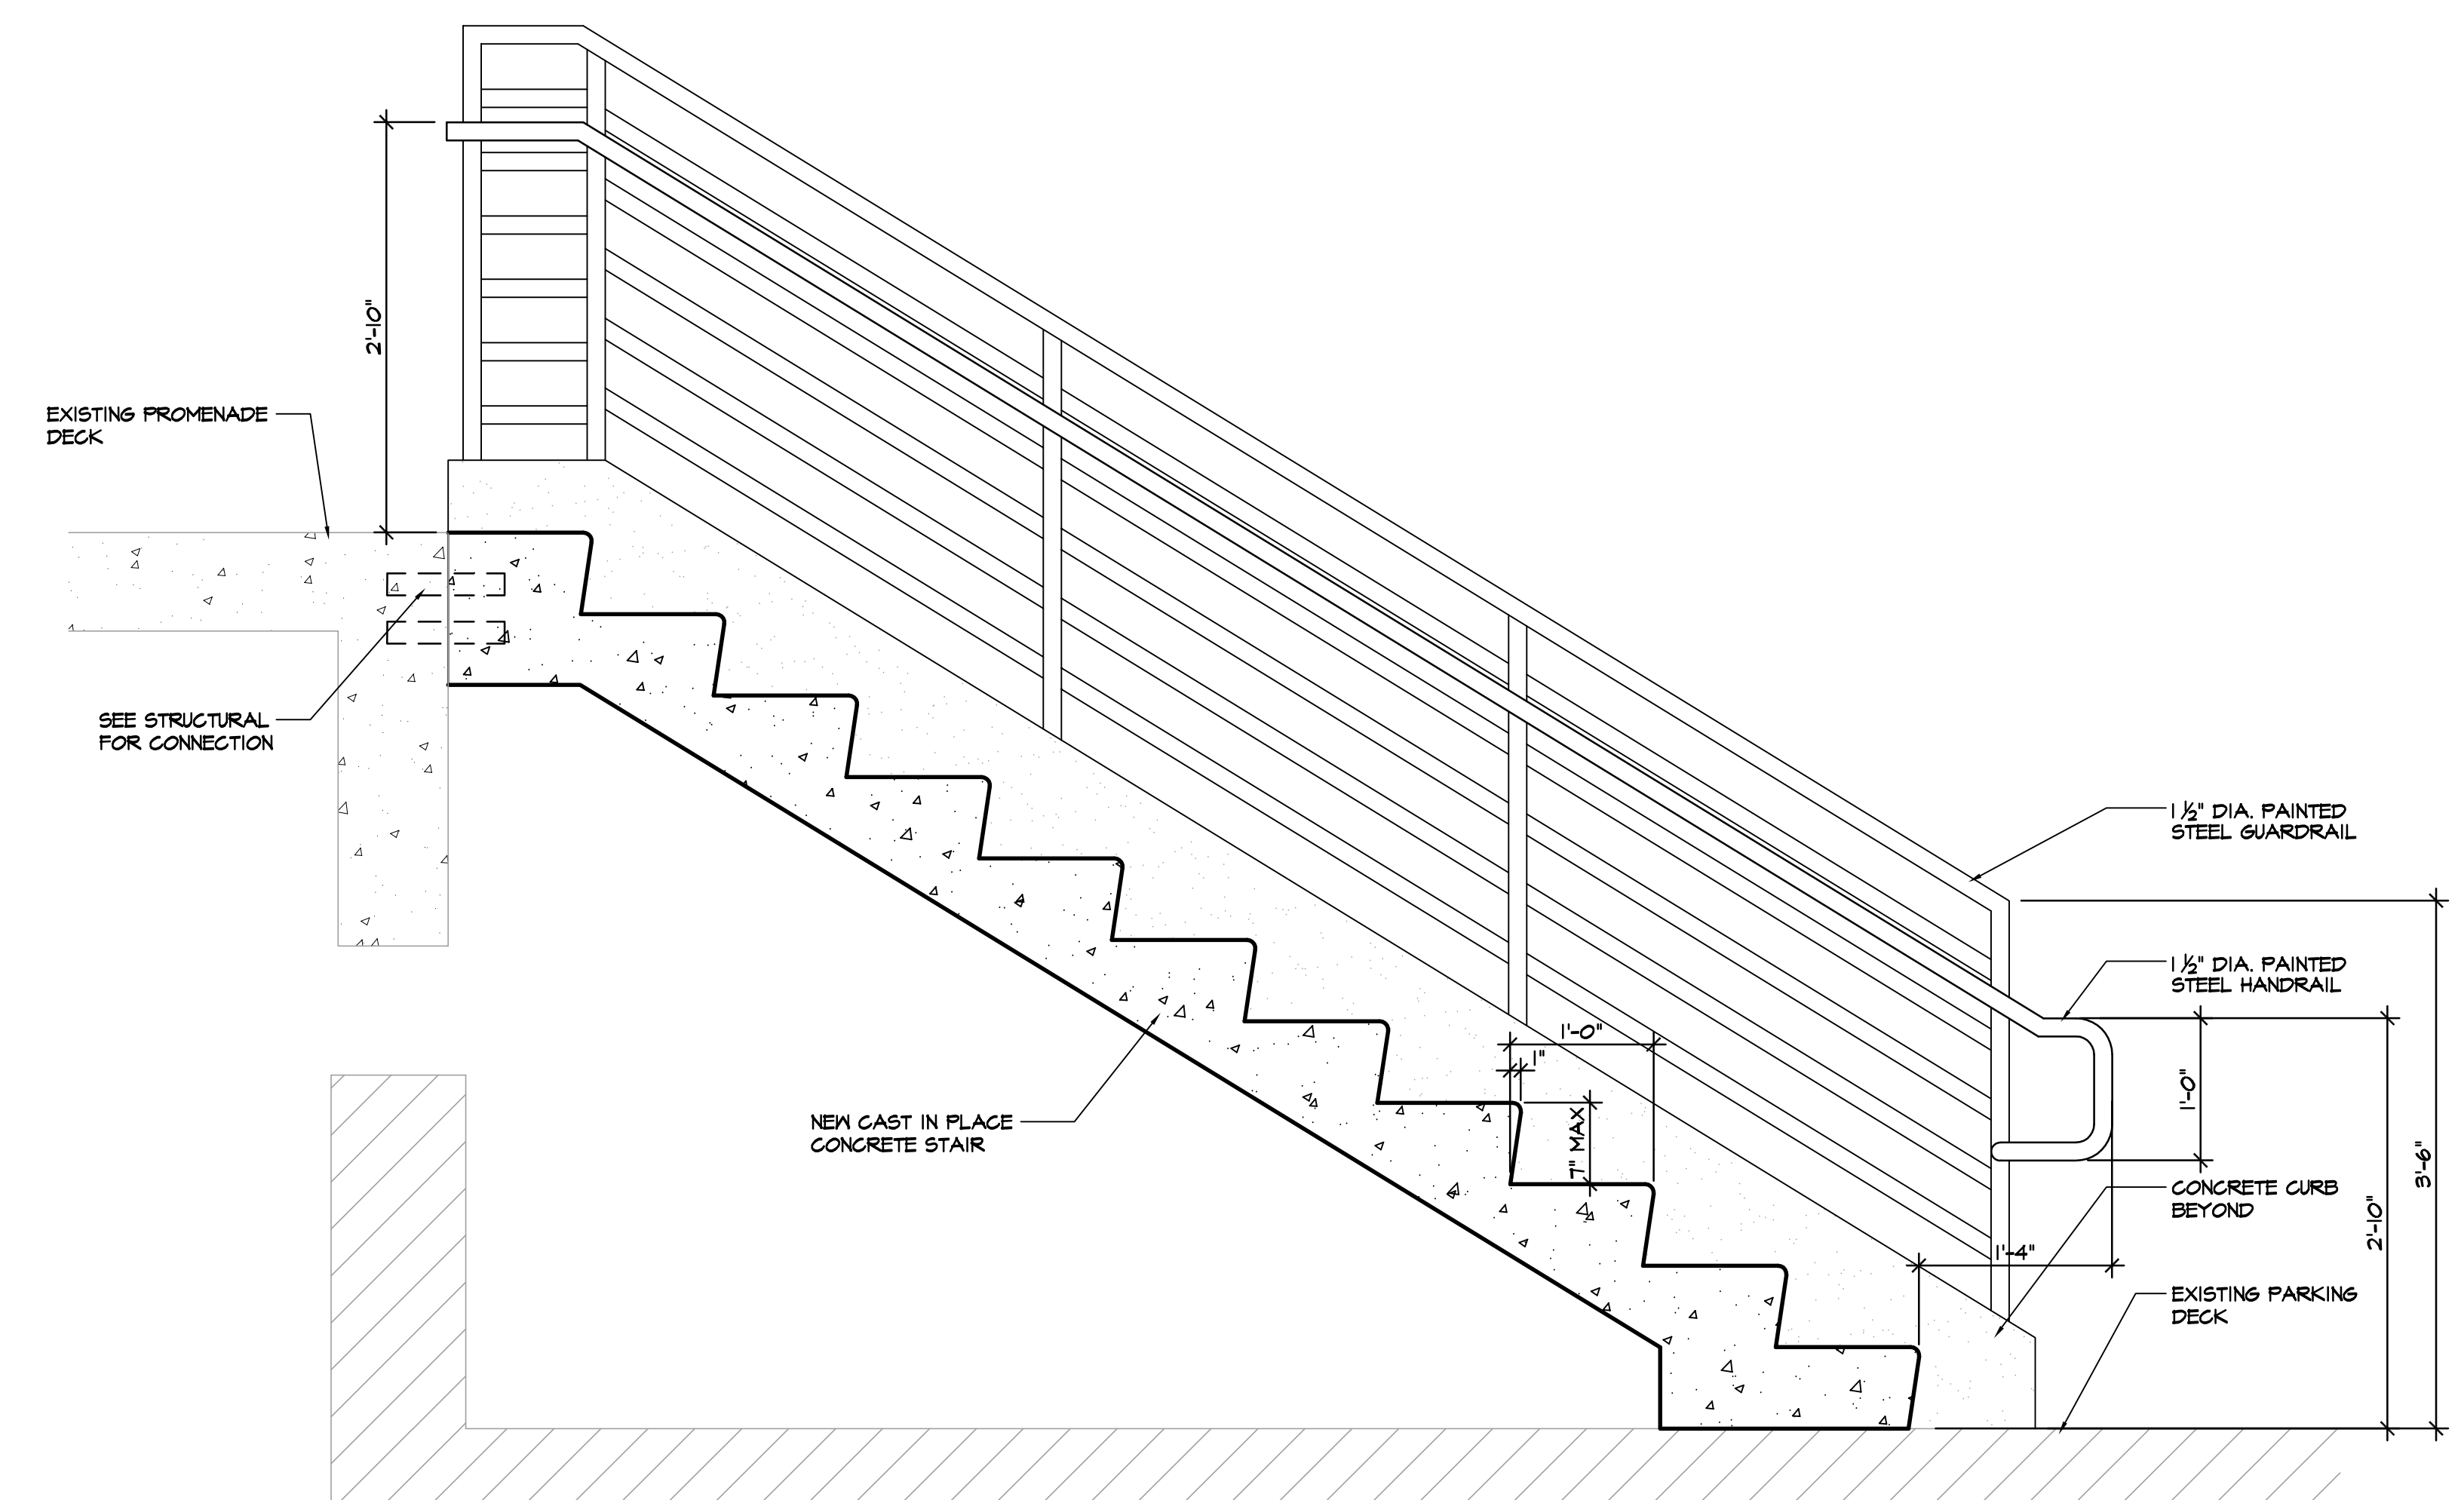 2'-10"
EXISTING PROMENADE
DECK
SEE STRUCTURAL
FOR CONNECTION
1 1/2" DIA. PAINTED
STEEL GUARDRAIL
1 1/2" DIA. PAINTED
STEEL HANDRAIL
1'-0"
1"
7" MAX
NEW CAST IN PLACE
CONCRETE STAIR
1'-0"
3'-6"
2'-10"
CONCRETE CURB
BEYOND
1'-4"
EXISTING PARKING
DECK